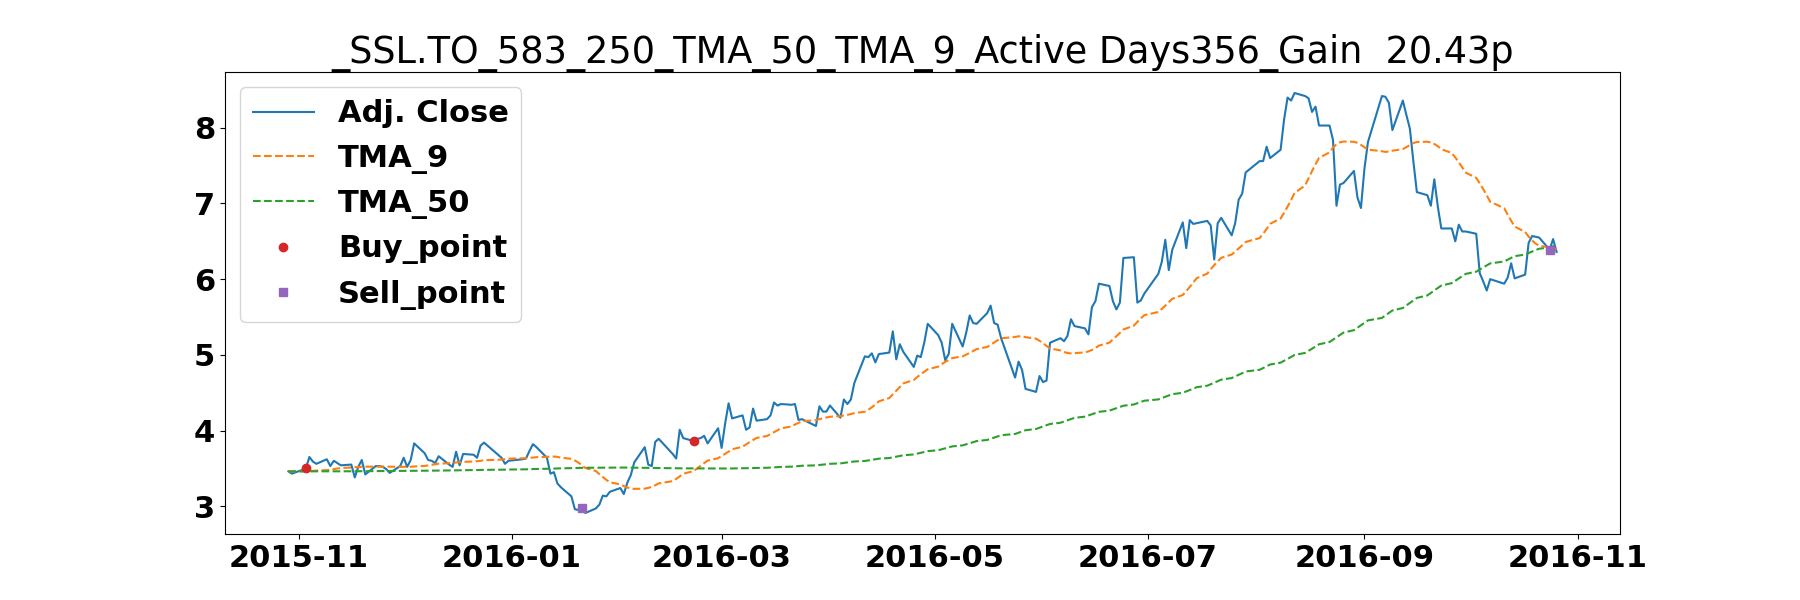 _SSL.TO_583_250_TMA_50_TMA_9_Active Days356_Gain  20.43p
Adj. Close
TMA_9
TMA_50
Buy_point
Sell_point
8
7
6
5
4
3
2015-11 2016-01 2016-03 2016-05 2016-07 2016-09 2016-11